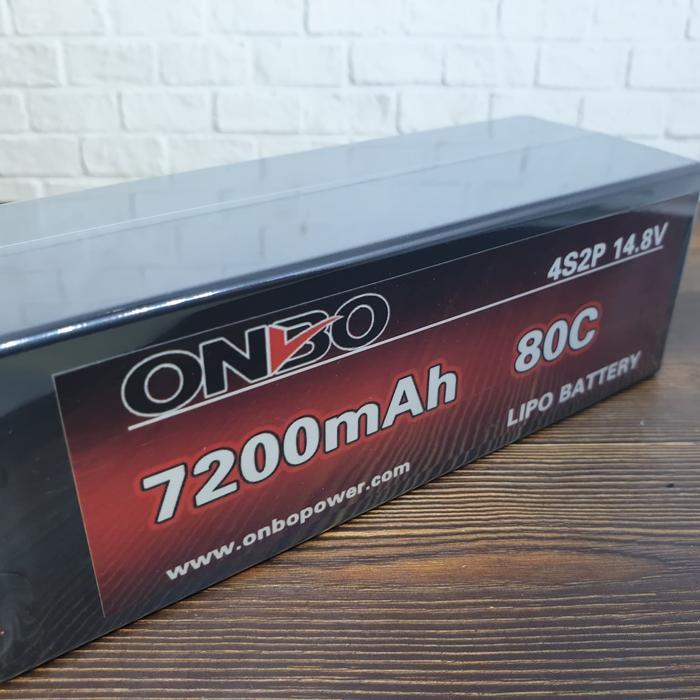 4S2P 14.8V
ONBO
80C
7200mAh
LIPO BATTERY
www.onbopower.com